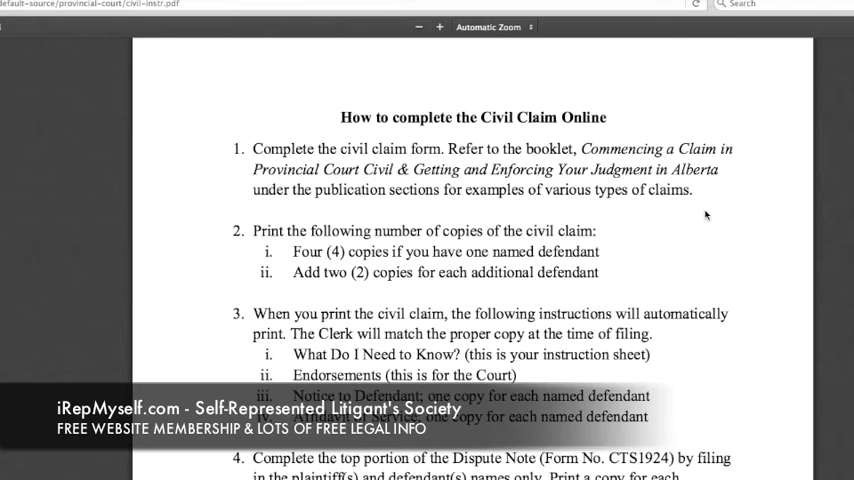 default-source/provincial-court/civil-instr.pdf
Search
Automatic Zoom
How to complete the Civil Claim Online
1. Complete the civil claim form. Refer to the booklet, Commencing a Claim in
Provincial Court Civil & Getting and Enforcing Your Judgment in Alberta
under the publication sections for examples of various types of claims.
2. Print the following number of copies of the civil claim:
i. Four (4) copies if you have one named defendant
ii. Add two (2) copies for each additional defendant
3. When you print the civil claim, the following instructions will automatically
print. The Clerk will match the proper copy at the time of filing.
i. What Do I Need to Know? (this is your instruction sheet)
ii. Endorsements (this is for the Court)
iii. Notice to Defendant; one copy for each named defendant
iv. Affidavit of Service; one copy for each named defendant
iRepMyself.com - Self-Represented Litigant's Society
FREE WEBSITE MEMBERSHIP & LOTS OF FREE LEGAL INFO
4. Complete the top portion of the Dispute Note (Form No. CTS1924) by filing
in the plaintiff(s) and defendant(s) names only. Print a copy for each